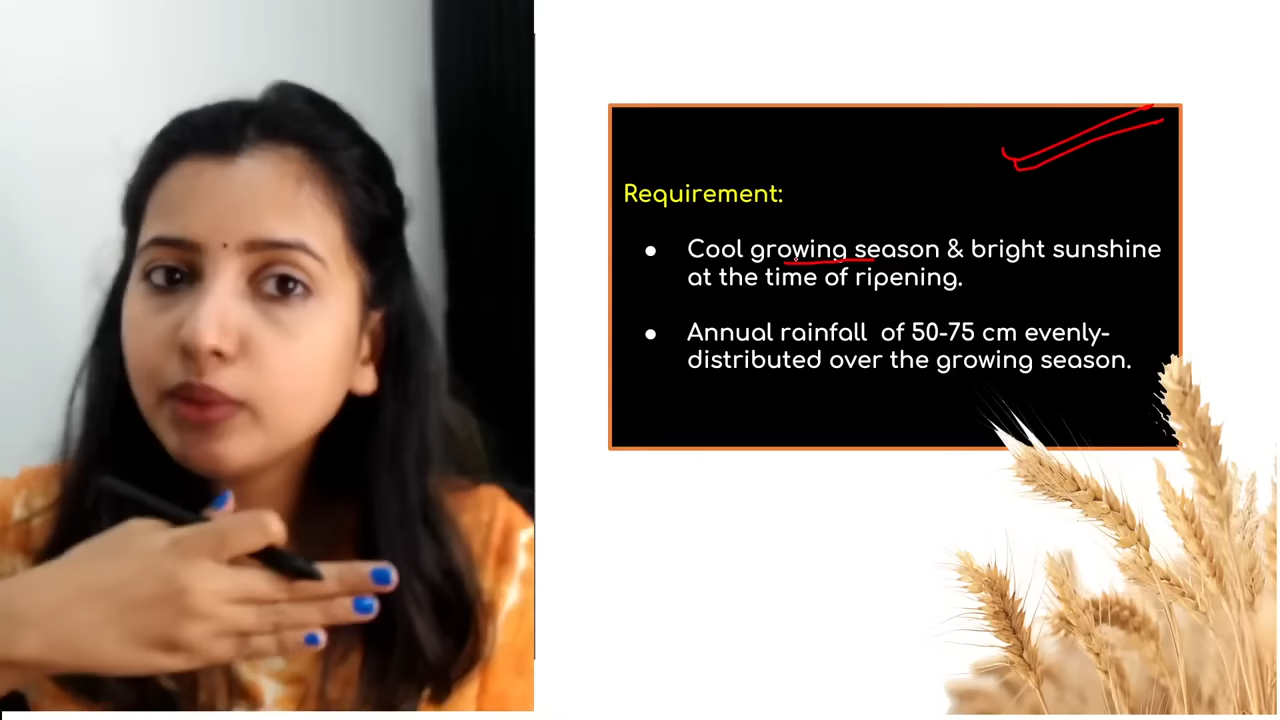 Requirement:
● Cool growing season & bright sunshine
at the time of ripening.
● Annual rainfall of 50-75 cm evenly-
distributed over the growing season.